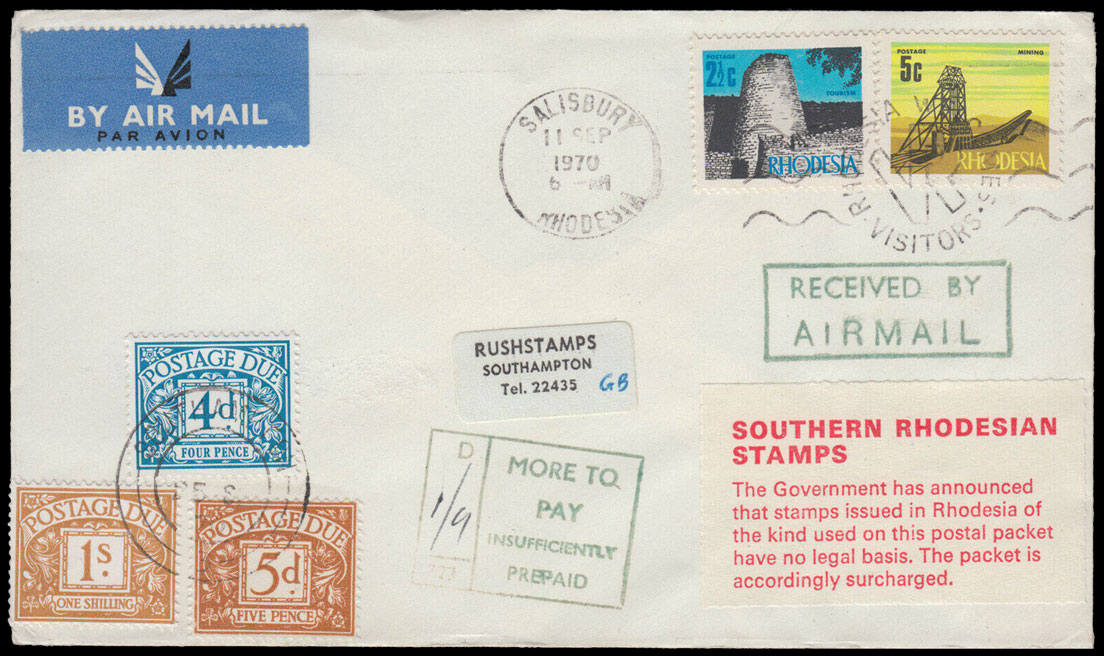 BY AIR MAIL
PAR AVION
SALISBURY
11 SEP
1970
6 - AM
RHODESIA
POSTAGE
2½c
TOURISM
RHODESIA
POSTAGE
MINING
5c
RHODESIA
RHODESIA WELCOMES
VISITORS
RECEIVED BY
AIRMAIL
RUSHSTAMPS
SOUTHAMPTON
Tel. 22435 GB
POSTAGE DUE
4d
FOUR PENCE
POSTAGE DUE
1s.
ONE SHILLING
POSTAGE DUE
5d
FIVE PENCE
D
1/9
MORE TO
PAY
INSUFFICIENTLY
PREPAID
SOUTHERN RHODESIAN
STAMPS
The Government has announced
that stamps issued in Rhodesia of
the kind used on this postal packet
have no legal basis. The packet is
accordingly surcharged.